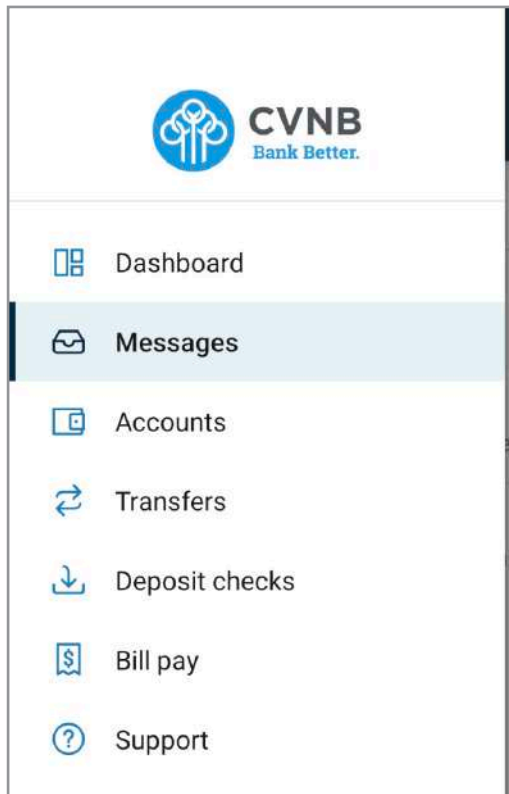 CVNB
Bank Better.
Dashboard
Messages
Accounts
Transfers
Deposit checks
Bill pay
Support